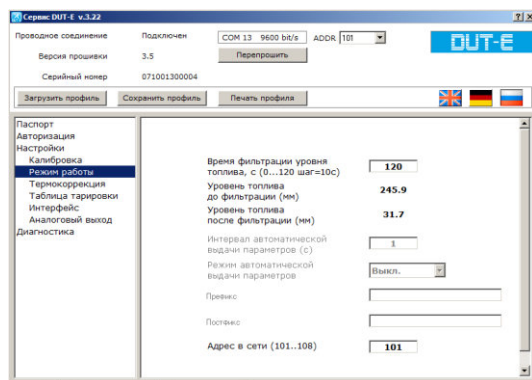 Сервис DUT-E v.3.22
Проводное соединение Подключен COM 13 9600 bit/s ADDR 101
DUT-E
Версия прошивки 3.5 Перепрошить
Серийный номер 071001300004
Загрузить профиль Сохранить профиль Печать профиля
Паспорт
Авторизация
Настройки
Калибровка
Режим работы
Термокоррекция
Таблица тарировки
Интерфейс
Аналоговый выход
Диагностика
Время фильтрации уровня
топлива, с (0...120 шаг=10с) 120
Уровень топлива
до фильтрации (мм) 245.9
Уровень топлива
после фильтрации (мм) 31.7
Интервал автоматической
выдачи параметров (с) 1
Режим автоматической
выдачи параметров Выкл.
Превикс
Поствикс
Адрес в сети (101..108) 101